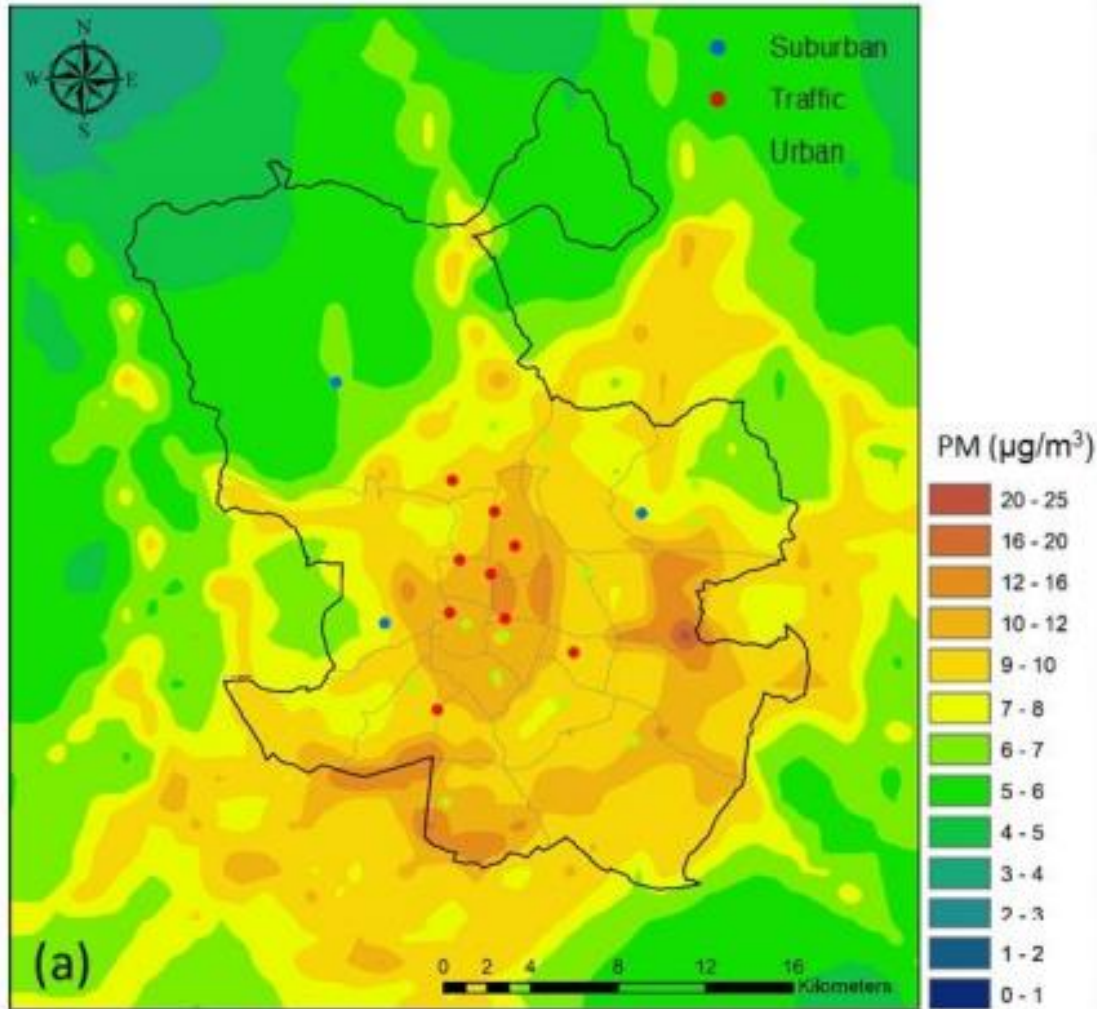 N
W E
S
Suburban
Traffic
Urban
PM (µg/m³)
20 - 25
16 - 20
12 - 16
10 - 12
9 - 10
7 - 8
6 - 7
5 - 6
4 - 5
3 - 4
2 - 3
1 - 2
0 - 1
(a)
0 2 4 8 12 16
Kilometers